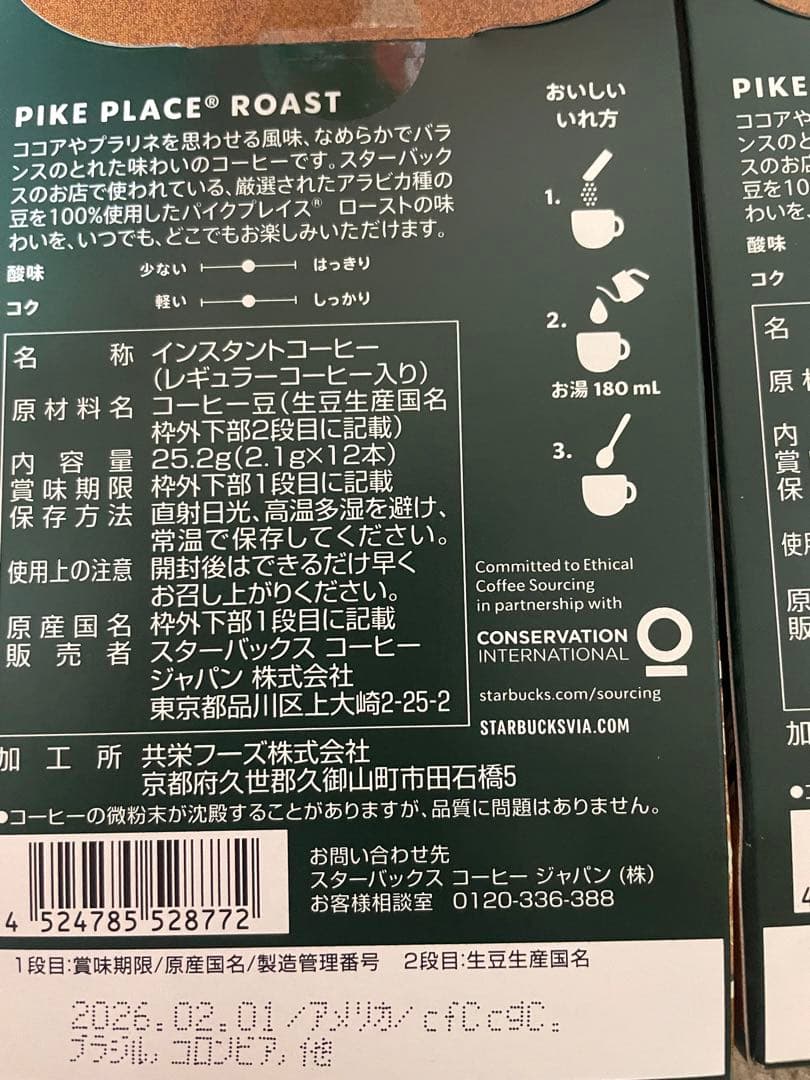 PIKE PLACE® ROAST
ココアやプラリネを思わせる風味、なめらかでバラ
ンスのとれた味わいのコーヒーです。スターバック
スのお店で使われている、厳選されたアラビカ種の
豆を100%使用したパイクプレイス® ローストの味
わいを、いつでも、どこでもお楽しみいただけます。
酸味 少ない はっきり
コク 軽い しっかり
名称 インスタントコーヒー
(レギュラーコーヒー入り)
原材料名 コーヒー豆(生豆生産国名
枠外下部2段目に記載)
内容量 25.2g(2.1g×12本)
賞味期限 枠外下部1段目に記載
保存方法 直射日光、高温多湿を避け、
常温で保存してください。
使用上の注意 開封後はできるだけ早く
お召し上がりください。
原産国名 枠外下部1段目に記載
販売者 スターバックス コーヒー
ジャパン 株式会社
東京都品川区上大崎2-25-2
加工所 共栄フーズ株式会社
京都府久世郡久御山町市田石橋5
●コーヒーの微粉末が沈殿することがありますが、品質に問題はありません。
おいしい
いれ方
1.
2.
お湯 180 mL
3.
Committed to Ethical
Coffee Sourcing
in partnership with
CONSERVATION
INTERNATIONAL
starbucks.com/sourcing
STARBUCKSVIA.COM
4 524785 528772
お問い合わせ先
スターバックス コーヒー ジャパン (株)
お客様相談室 0120-336-388
1段目:賞味期限/原産国名/製造管理番号 2段目:生豆生産国名
2026.02.01/アメリカ/cfCcgC.
ブラジル, コロンビア, 他
PIKE
ココアや
ンスのと
スのお店
豆を10
わいを、
酸味
コク
名
原材
内
賞
保
使用
原
販
加